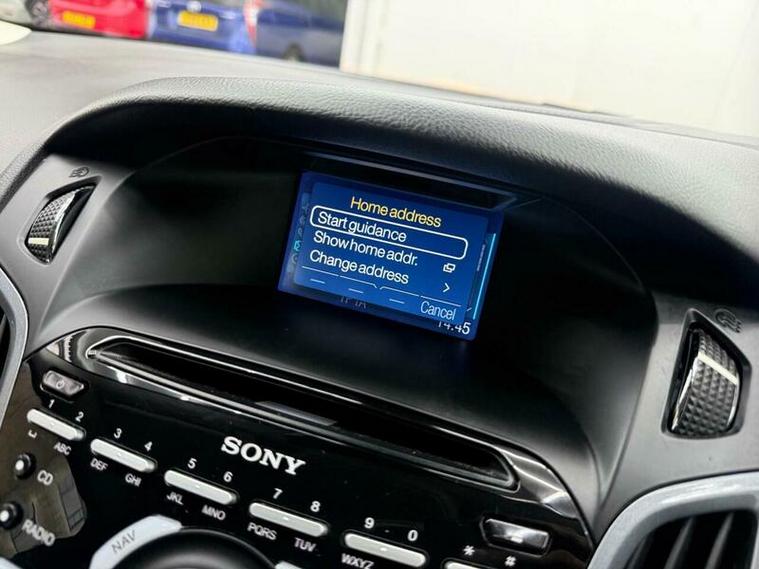 Home address
Start guidance
Show home addr.
Change address
Cancel
14:45
SONY
1 2
ABC
3 4
DEF GHI
5 6
JKL MNO
7 8
PQRS TUV
9 0
WXYZ
* #
CD
RADIO
NAV